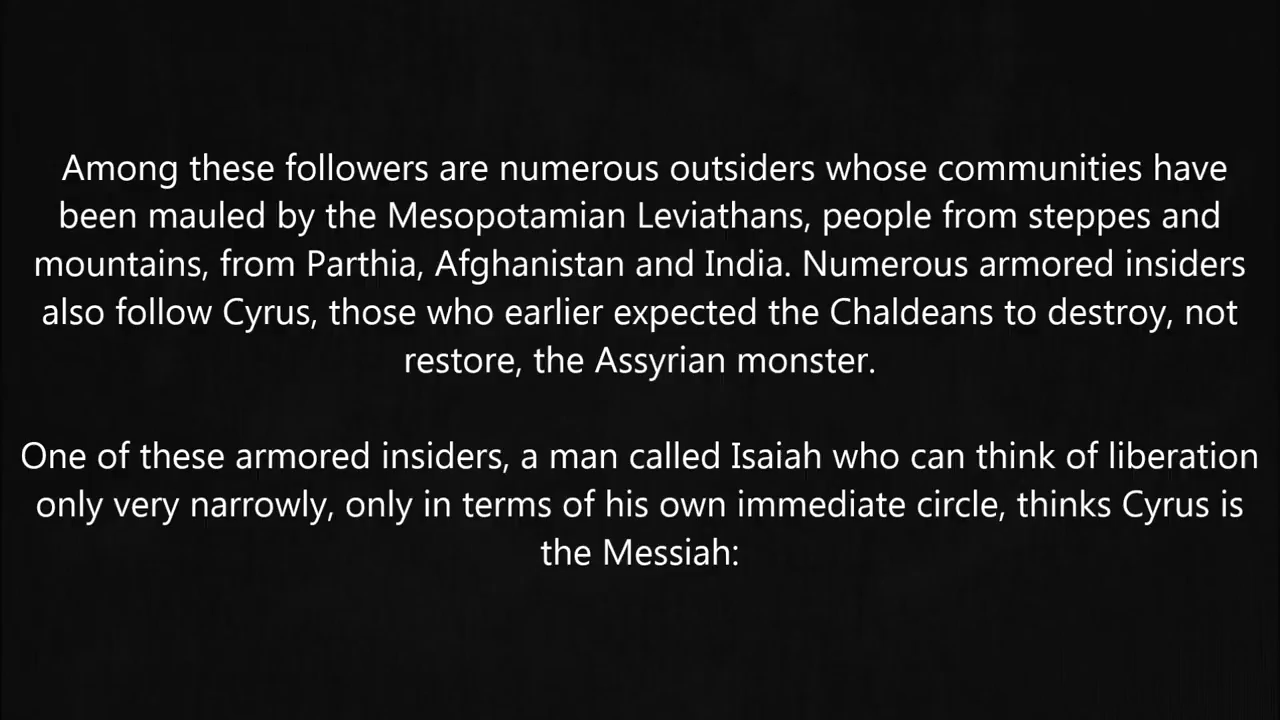 Among these followers are numerous outsiders whose communities have
been mauled by the Mesopotamian Leviathans, people from steppes and
mountains, from Parthia, Afghanistan and India. Numerous armored insiders
also follow Cyrus, those who earlier expected the Chaldeans to destroy, not
restore, the Assyrian monster.
One of these armored insiders, a man called Isaiah who can think of liberation
only very narrowly, only in terms of his own immediate circle, thinks Cyrus is
the Messiah: